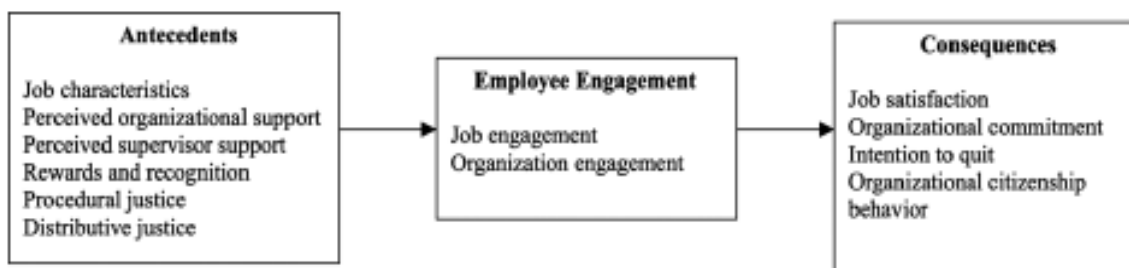 Antecedents
Job characteristics
Perceived organizational support
Perceived supervisor support
Rewards and recognition
Procedural justice
Distributive justice
Employee Engagement
Job engagement
Organization engagement
Consequences
Job satisfaction
Organizational commitment
Intention to quit
Organizational citizenship
behavior